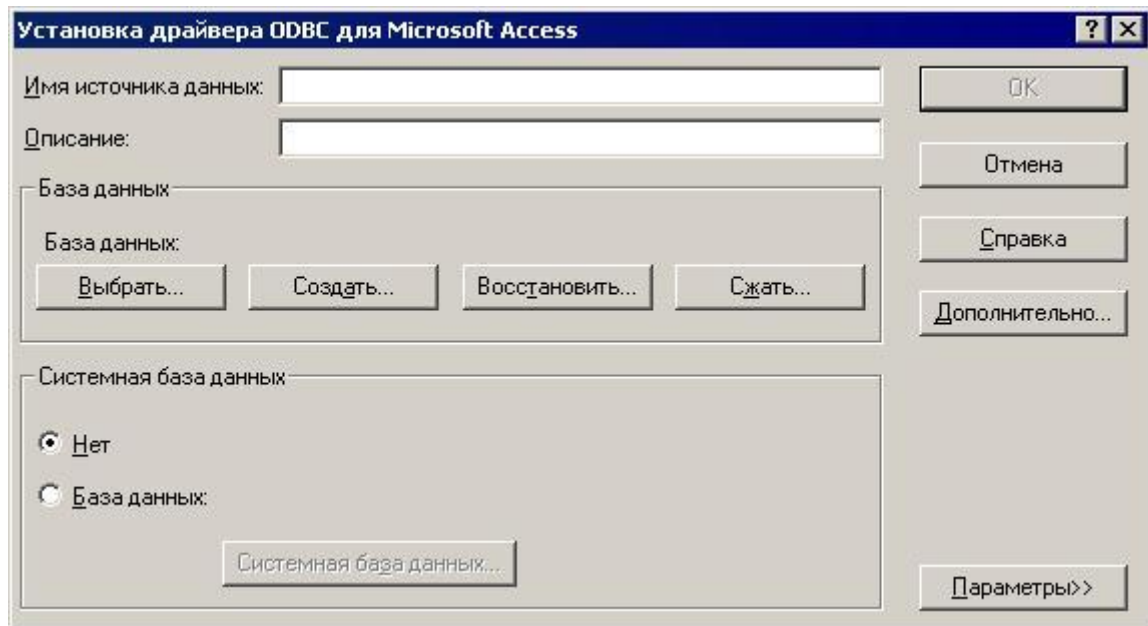 Установка драйвера ODBC для Microsoft Access
Имя источника данных:
OK
Описание:
Отмена
База данных
База данных:
Справка
Выбрать... Создать... Восстановить... Сжать...
Дополнительно...
Системная база данных
Нет
База данных:
Системная база данных...
Параметры>>